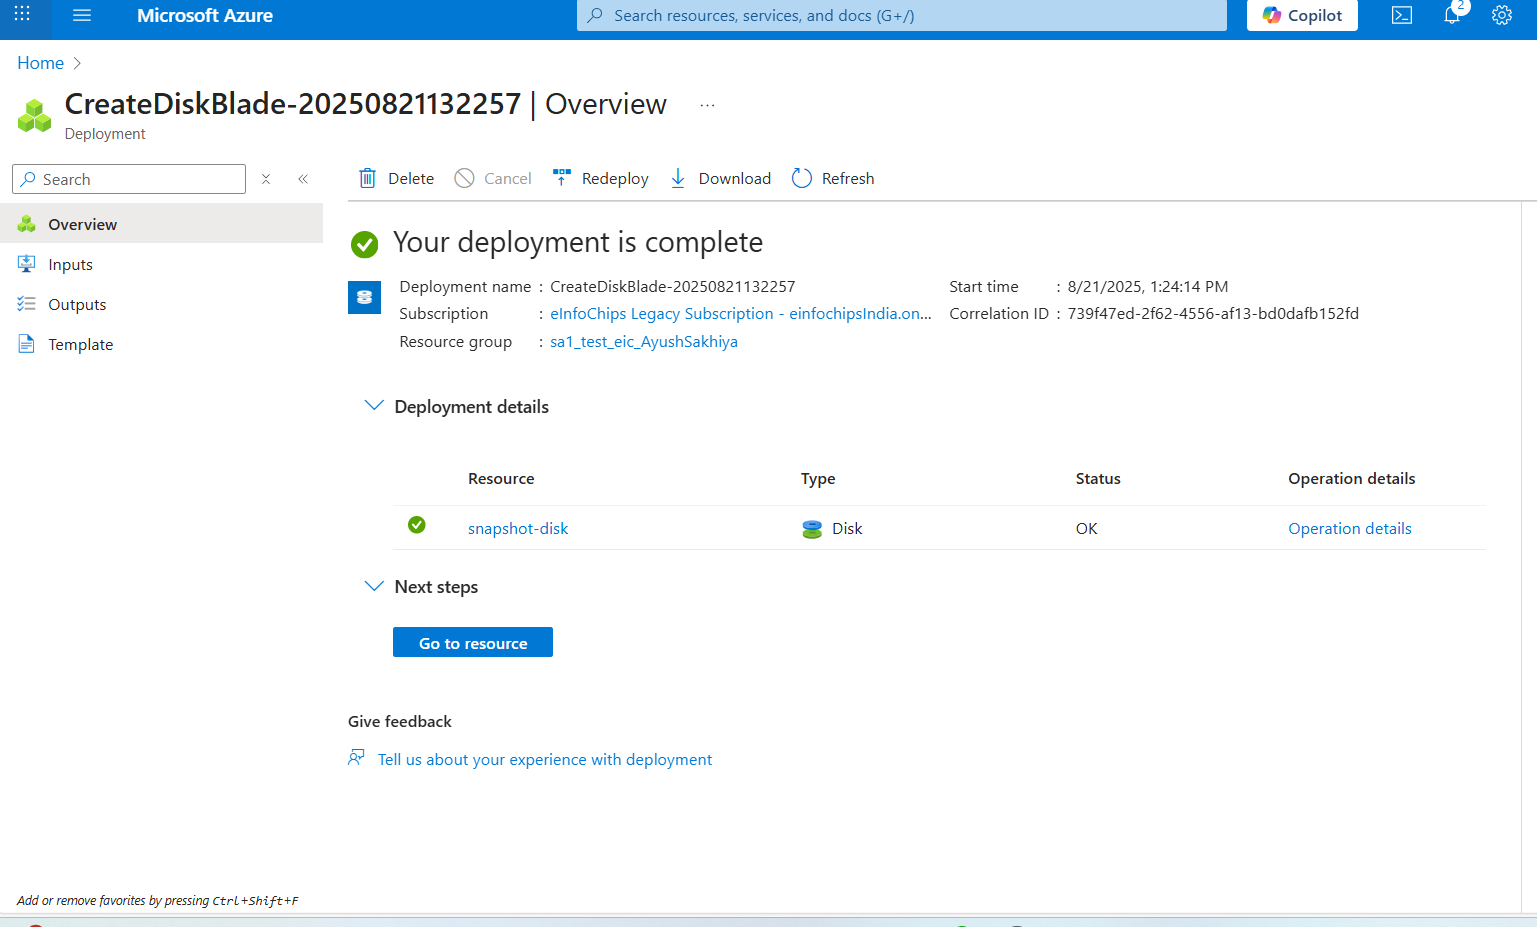 Microsoft Azure
Search resources, services, and docs (G+/)
Copilot
2
Home
CreateDiskBlade-20250821132257 | Overview ...
Deployment
Search
Delete
Cancel
Redeploy
Download
Refresh
Overview
Inputs
Outputs
Template
Your deployment is complete
Deployment name : CreateDiskBlade-20250821132257
Subscription : eInfoChips Legacy Subscription - einfochipsIndia.on...
Resource group : sa1_test_eic_AyushSakhiya
Start time : 8/21/2025, 1:24:14 PM
Correlation ID : 739f47ed-2f62-4556-af13-bd0dafb152fd
Deployment details
Resource Type Status Operation details
snapshot-disk Disk OK Operation details
Next steps
Go to resource
Give feedback
Tell us about your experience with deployment
Add or remove favorites by pressing Ctrl+Shift+F